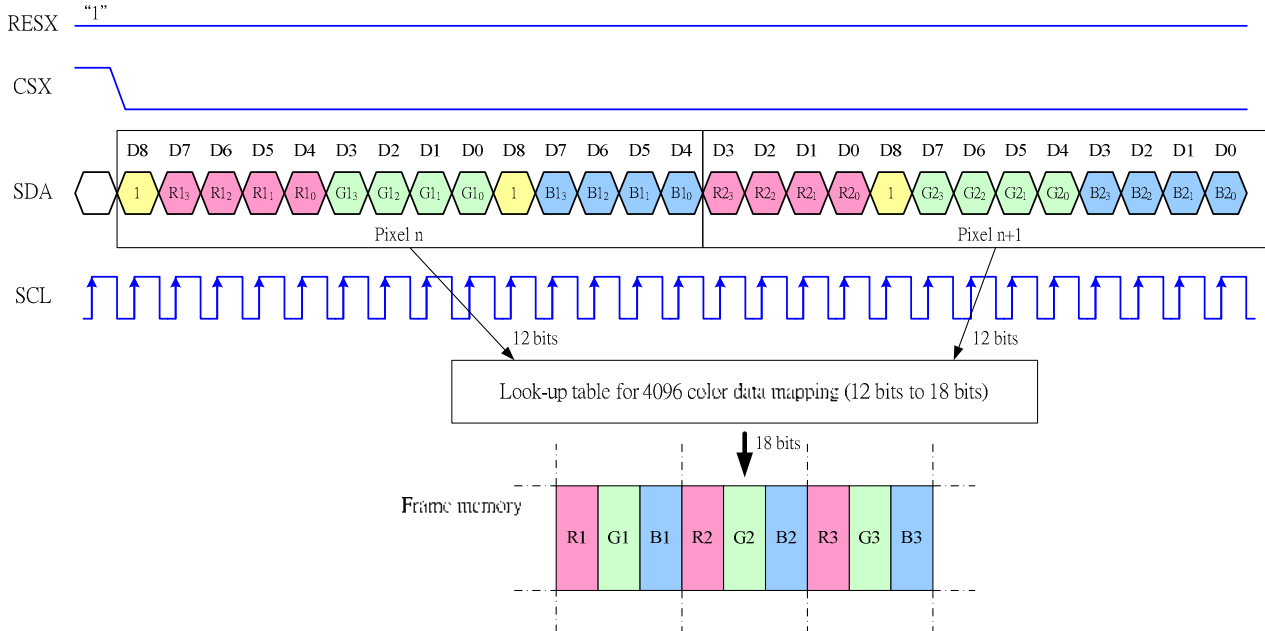 RESX “1”
CSX
D8 D7 D6 D5 D4 D3 D2 D1 D0 D8 D7 D6 D5 D4 D3 D2 D1 D0 D8 D7 D6 D5 D4 D3 D2 D1 D0
SDA 1 R1₃ R1₂ R1₁ R1₀ G1₃ G1₂ G1₁ G1₀ 1 B1₃ B1₂ B1₁ B1₀ R2₃ R2₂ R2₁ R2₀ 1 G2₃ G2₂ G2₁ G2₀ B2₃ B2₂ B2₁ B2₀
Pixel n Pixel n+1
SCL
12 bits 12 bits
Look-up table for 4096 color data mapping (12 bits to 18 bits)
18 bits
Frame memory
R1 G1 B1 R2 G2 B2 R3 G3 B3